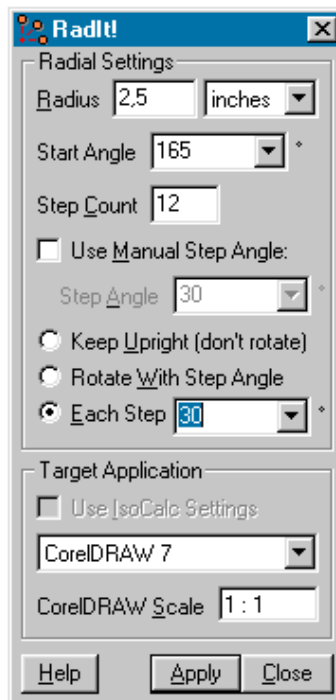 RadIt!
Radial Settings
Radius 2,5 inches
Start Angle 165 °
Step Count 12
Use Manual Step Angle:
Step Angle 30 °
Keep Upright (don't rotate)
Rotate With Step Angle
Each Step 30 °
Target Application
Use IsoCalc Settings
CorelDRAW 7
CorelDRAW Scale 1 : 1
Help Apply Close